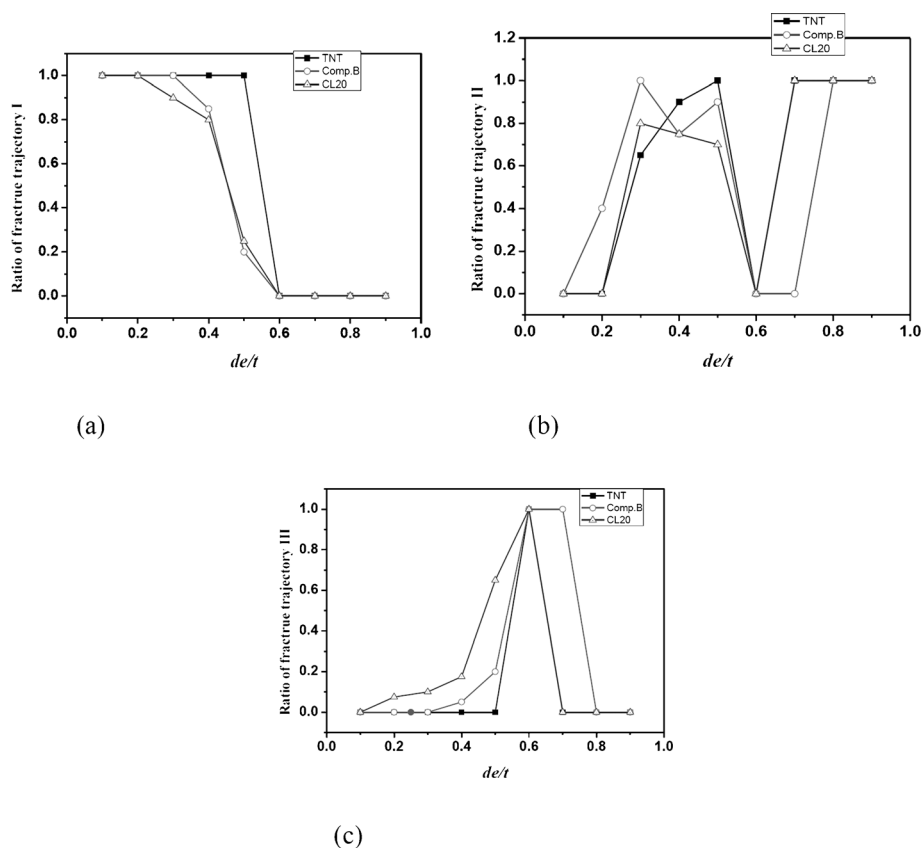 Ratio of fractrue trajectory I
1.0
0.8
0.6
0.4
0.2
0.0
TNT
Comp.B
CL20
0.0 0.2 0.4 0.6 0.8 1.0
de/t
(a)
Ratio of fractrue trajectory II
1.2
1.0
0.8
0.6
0.4
0.2
0.0
TNT
Comp.B
CL20
0.0 0.2 0.4 0.6 0.8 1.0
de/t
(b)
Ratio of fractrue trajectory III
1.0
0.8
0.6
0.4
0.2
0.0
TNT
Comp.B
CL20
0.0 0.2 0.4 0.6 0.8 1.0
de/t
(c)